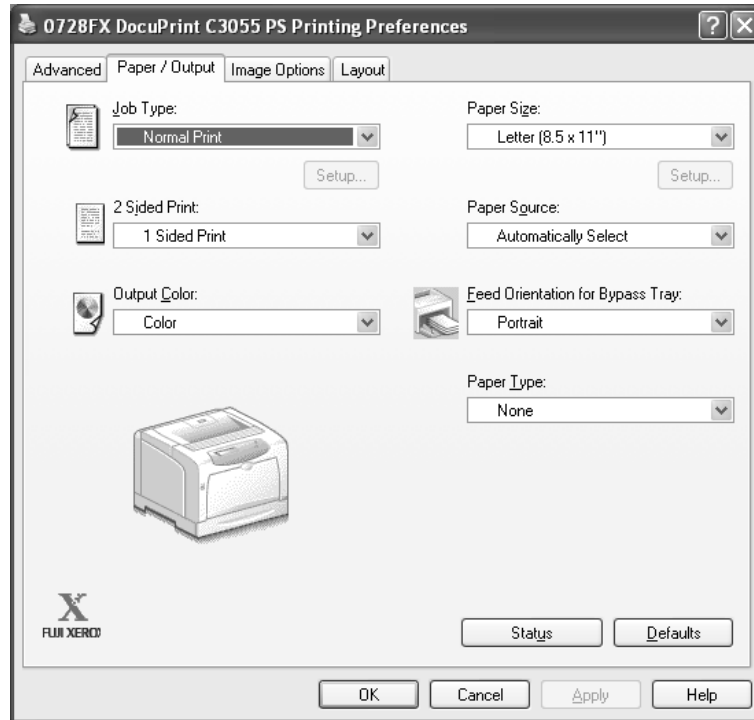 0728FX DocuPrint C3055 PS Printing Preferences
Advanced
Paper / Output
Image Options
Layout
Job Type:
Normal Print
Setup...
2 Sided Print:
1 Sided Print
Output Color:
Color
Paper Size:
Letter (8.5 x 11")
Setup...
Paper Source:
Automatically Select
Feed Orientation for Bypass Tray:
Portrait
Paper Type:
None
X
FUJI XEROX
Status
Defaults
OK
Cancel
Apply
Help